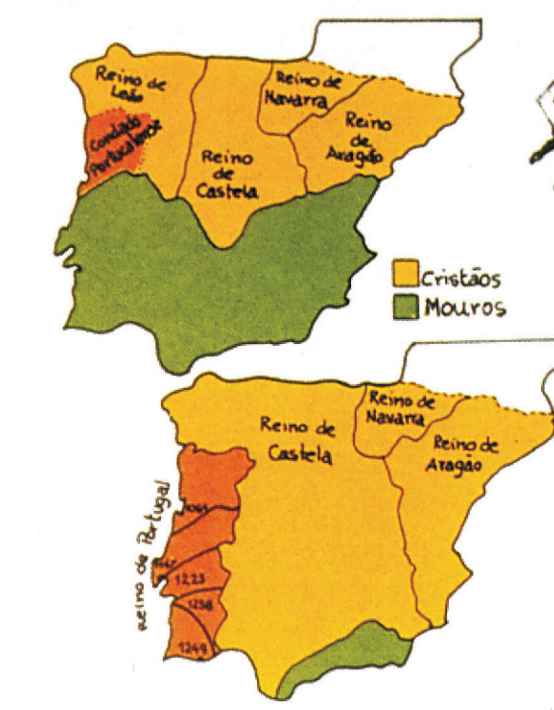 Reino de
Leão
Condado
Portucalense
Reino
de
Castela
Reino de
Navarra
Reino
de
Aragão
Cristãos
Mouros
Reino de
Castela
Reino de
Navarra
Reino de
Aragão
Reino de Portugal
1223
1238
1249